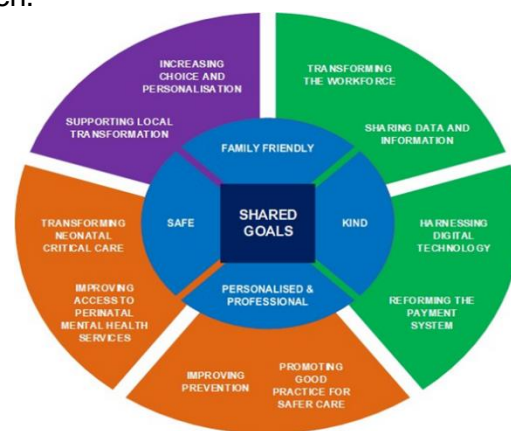 INCREASING
CHOICE AND
PERSONALISATION
SUPPORTING LOCAL
TRANSFORMATION
TRANSFORMING
THE WORKFORCE
SHARING DATA AND
INFORMATION
FAMILY FRIENDLY
SAFE
SHARED
GOALS
KIND
PERSONALISED &
PROFESSIONAL
TRANSFORMING
NEONATAL
CRITICAL CARE
IMPROVING
ACCESS TO
PERINATAL
MENTAL HEALTH
SERVICES
HARNESSING
DIGITAL
TECHNOLOGY
REFORMING THE
PAYMENT
SYSTEM
IMPROVING
PREVENTION
PROMOTING
GOOD
PRACTICE FOR
SAFER CARE